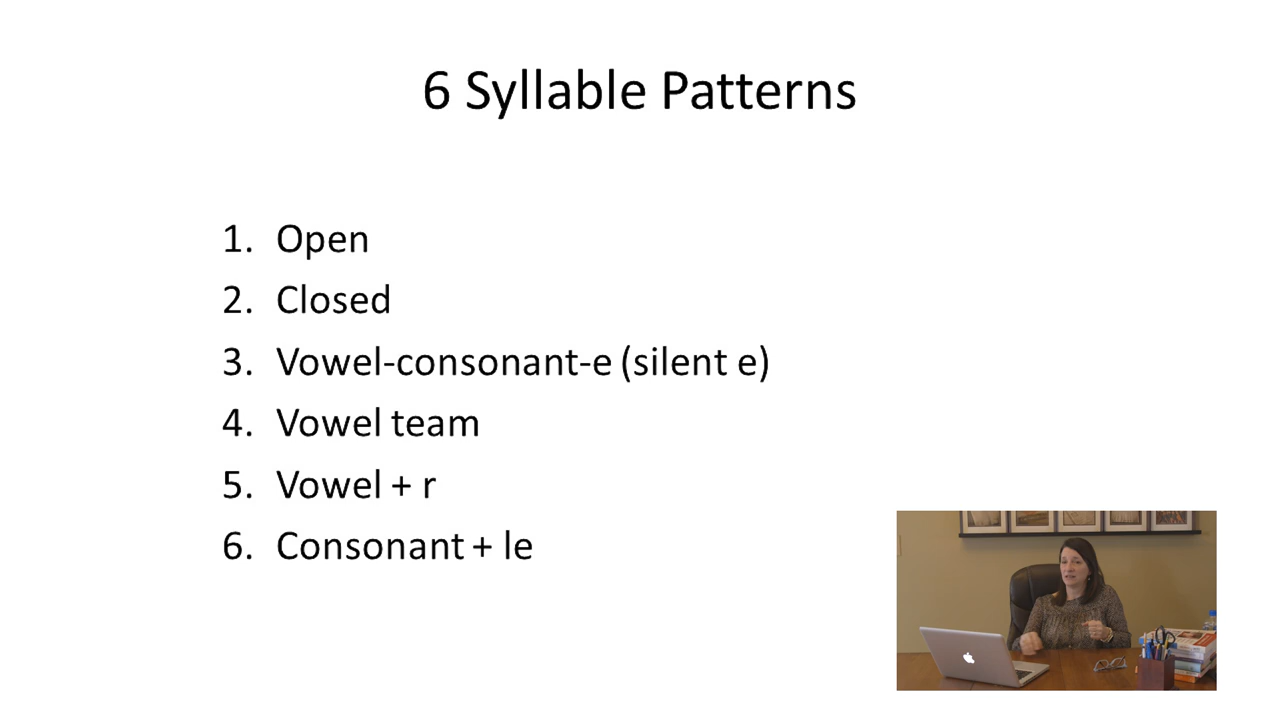 6 Syllable Patterns
1. Open
2. Closed
3. Vowel-consonant-e (silent e)
4. Vowel team
5. Vowel + r
6. Consonant + le